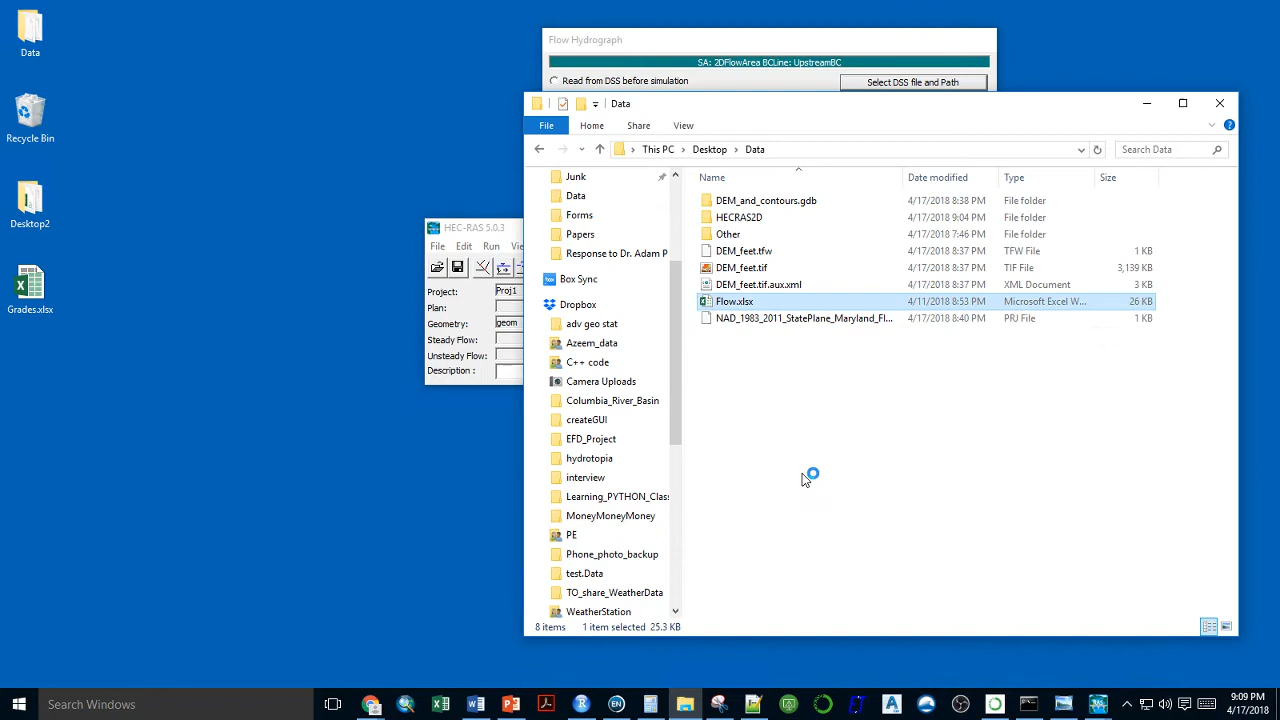 Data
Recycle Bin
Desktop2
Grades.xlsx
Flow Hydrograph
SA: 2DFlowArea BCLine: UpstreamBC
Read from DSS before simulation
Select DSS file and Path
HEC-RAS 5.0.3
File Edit Run
Project: Proj1
Plan:
Geometry: geom
Steady Flow:
Unsteady Flow:
Description :
Data
File Home Share View
This PC Desktop Data
Search Data
Junk
Data
Forms
Papers
Response to Dr. Adam P
Box Sync
Dropbox
adv geo stat
Azeem_data
C++ code
Camera Uploads
Columbia_River_Basin
createGUI
EFD_Project
hydrotopia
interview
Learning_PYTHON_Clas
MoneyMoneyMoney
PE
Phone_photo_backup
test.Data
TO_share_WeatherData
WeatherStation
Name Date modified Type Size
DEM_and_contours.gdb 4/17/2018 8:38 PM File folder
HECRAS2D 4/17/2018 9:04 PM File folder
Other 4/17/2018 7:46 PM File folder
DEM_feet.tfw 4/17/2018 8:37 PM TFW File 1 KB
DEM_feet.tif 4/17/2018 8:37 PM TIF File 3,139 KB
DEM_feet.tif.aux.xml 4/17/2018 8:37 PM XML Document 3 KB
Flow.xlsx 4/11/2018 8:53 PM Microsoft Excel W... 26 KB
NAD_1983_2011_StatePlane_Maryland_FI... 4/17/2018 8:40 PM PRJ File 1 KB
8 items 1 item selected 25.3 KB
Search Windows
9:09 PM
4/17/2018